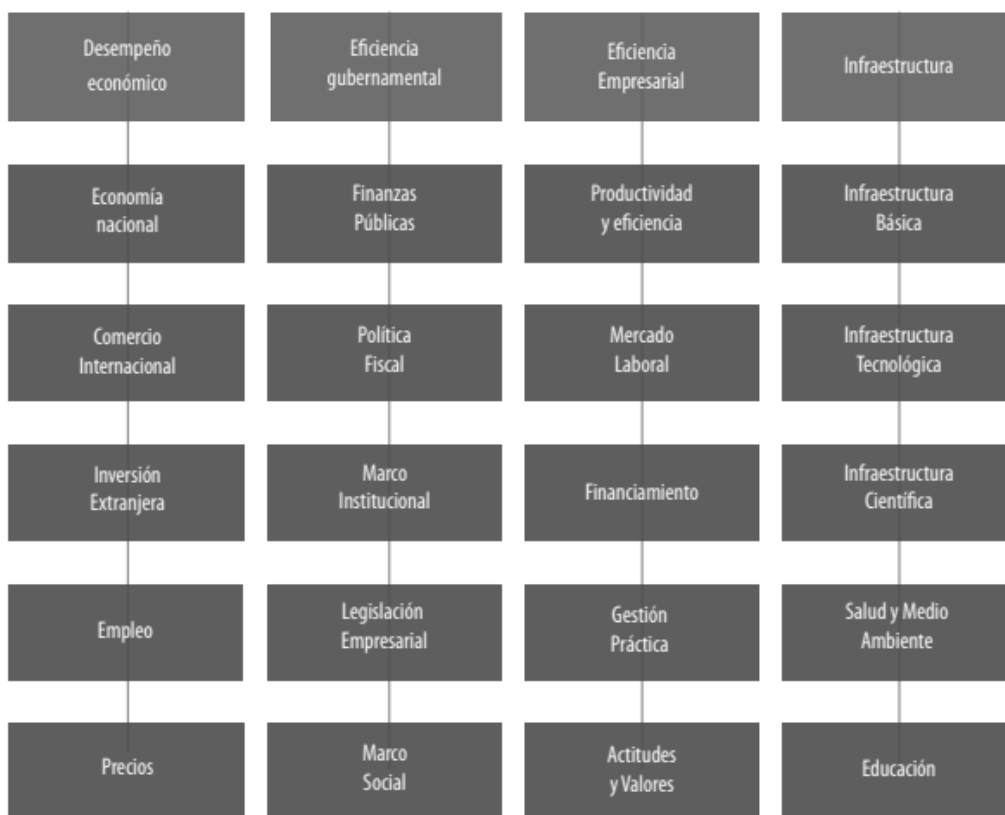 Desempeño
económico
Eficiencia
gubernamental
Eficiencia
Empresarial
Infraestructura
Economía
nacional
Finanzas
Públicas
Productividad
y eficiencia
Infraestructura
Básica
Comercio
Internacional
Política
Fiscal
Mercado
Laboral
Infraestructura
Tecnológica
Inversión
Extranjera
Marco
Institucional
Financiamiento
Infraestructura
Científica
Empleo
Legislación
Empresarial
Gestión
Práctica
Salud y Medio
Ambiente
Precios
Marco
Social
Actitudes
y Valores
Educación